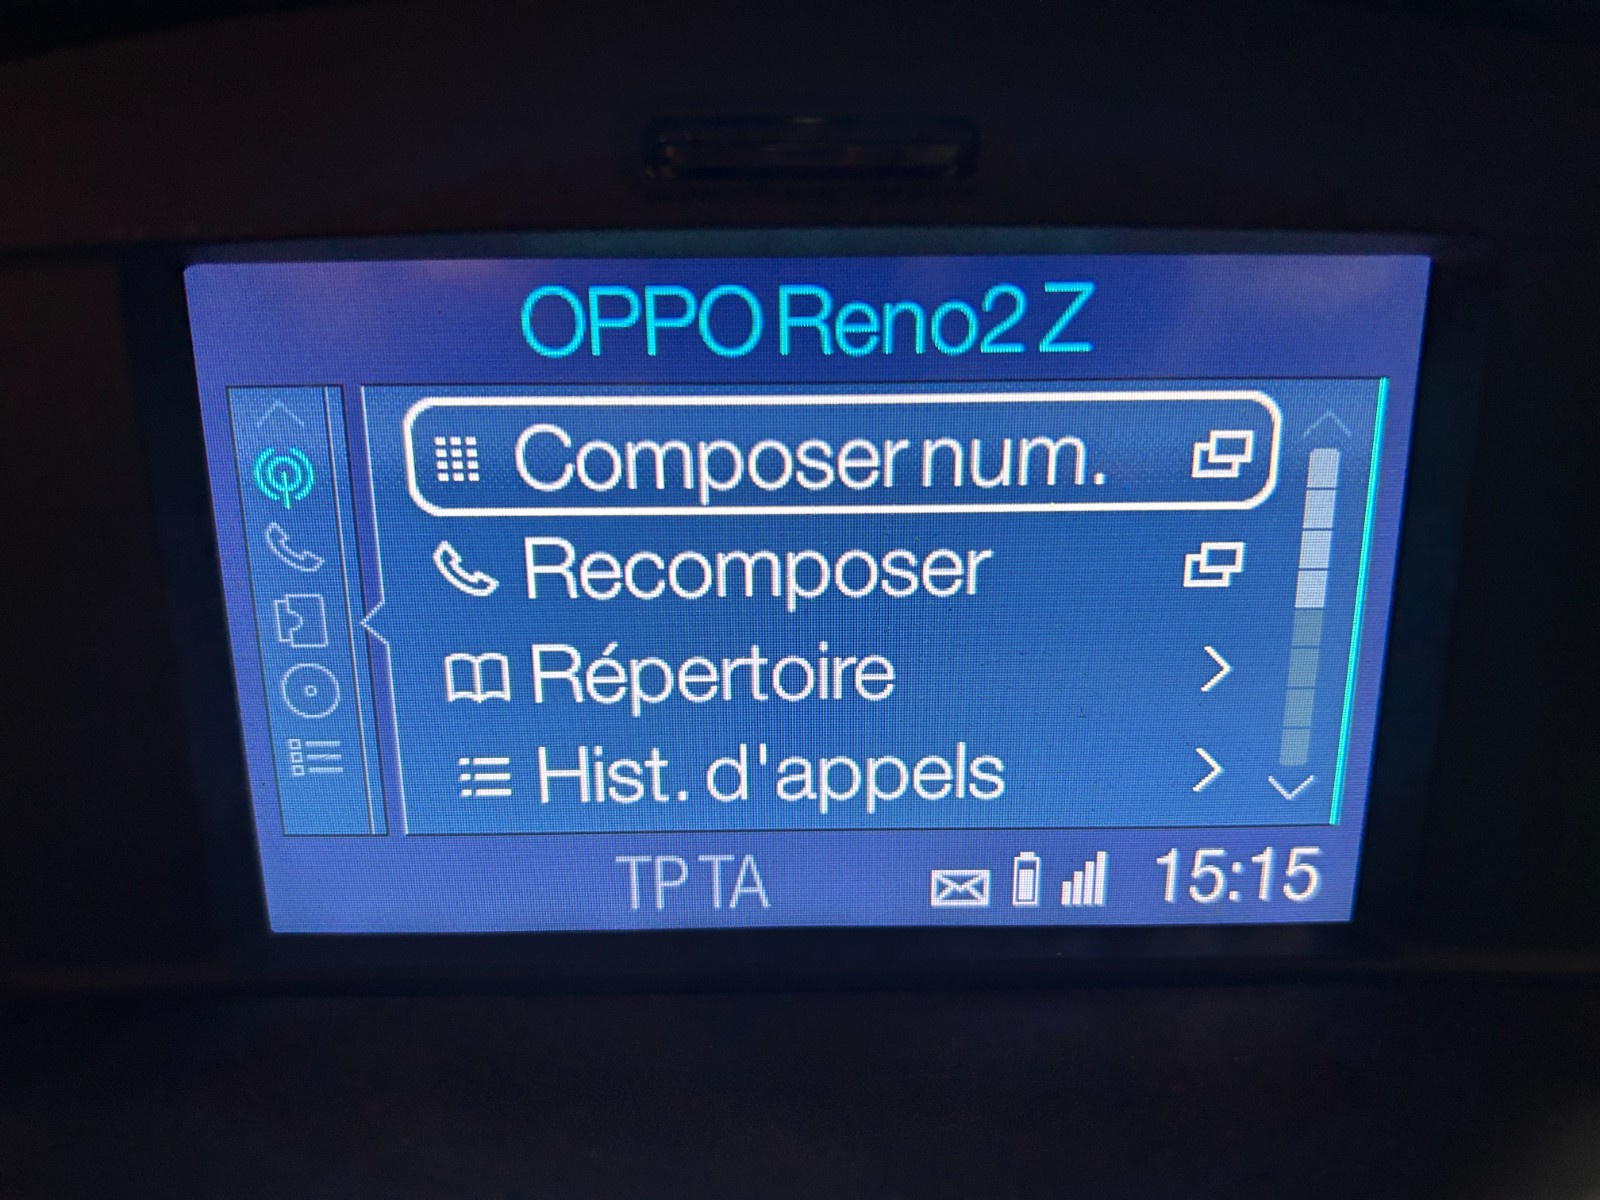 OPPO Reno2 Z
Composer num.
Recomposer
Répertoire
Hist. d'appels
TP TA 15:15